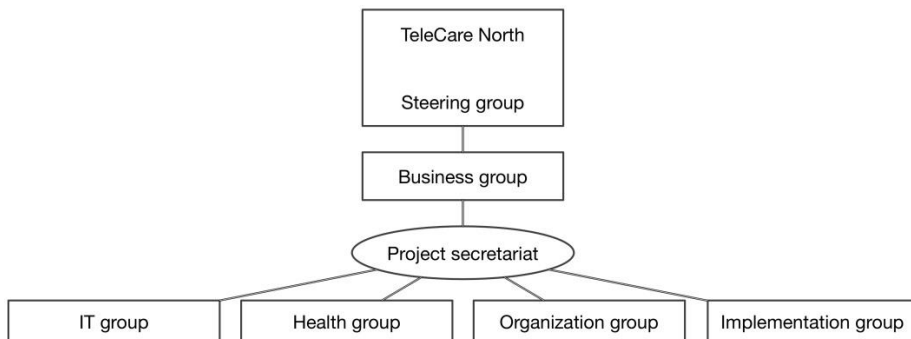 TeleCare North
Steering group
Business group
Project secretariat
IT group
Health group
Organization group
Implementation group